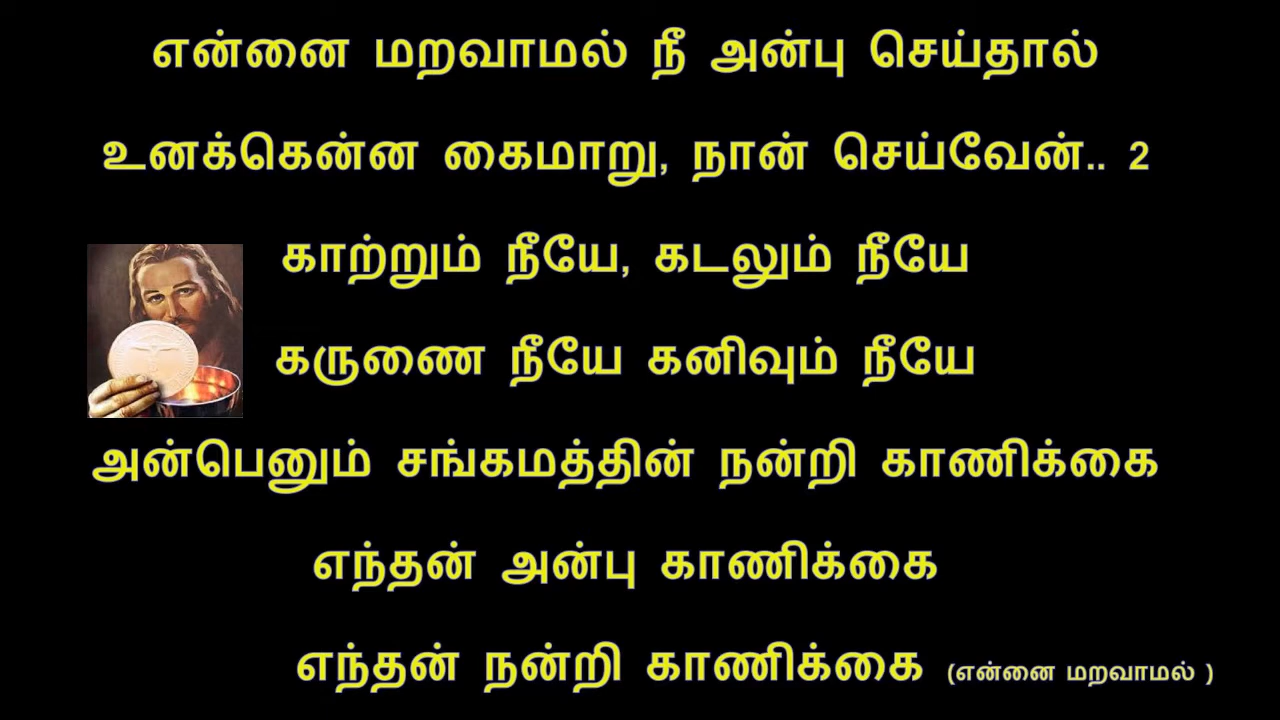 என்னை மறவாமல் நீ அன்பு செய்தால்
உனக்கென்ன கைமாறு, நான் செய்வேன்.. 2
காற்றும் நீயே, கடலும் நீயே
கருணை நீயே கனிவும் நீயே
அன்பெனும் சங்கமத்தின் நன்றி காணிக்கை
எந்தன் அன்பு காணிக்கை
எந்தன் நன்றி காணிக்கை (என்னை மறவாமல் )